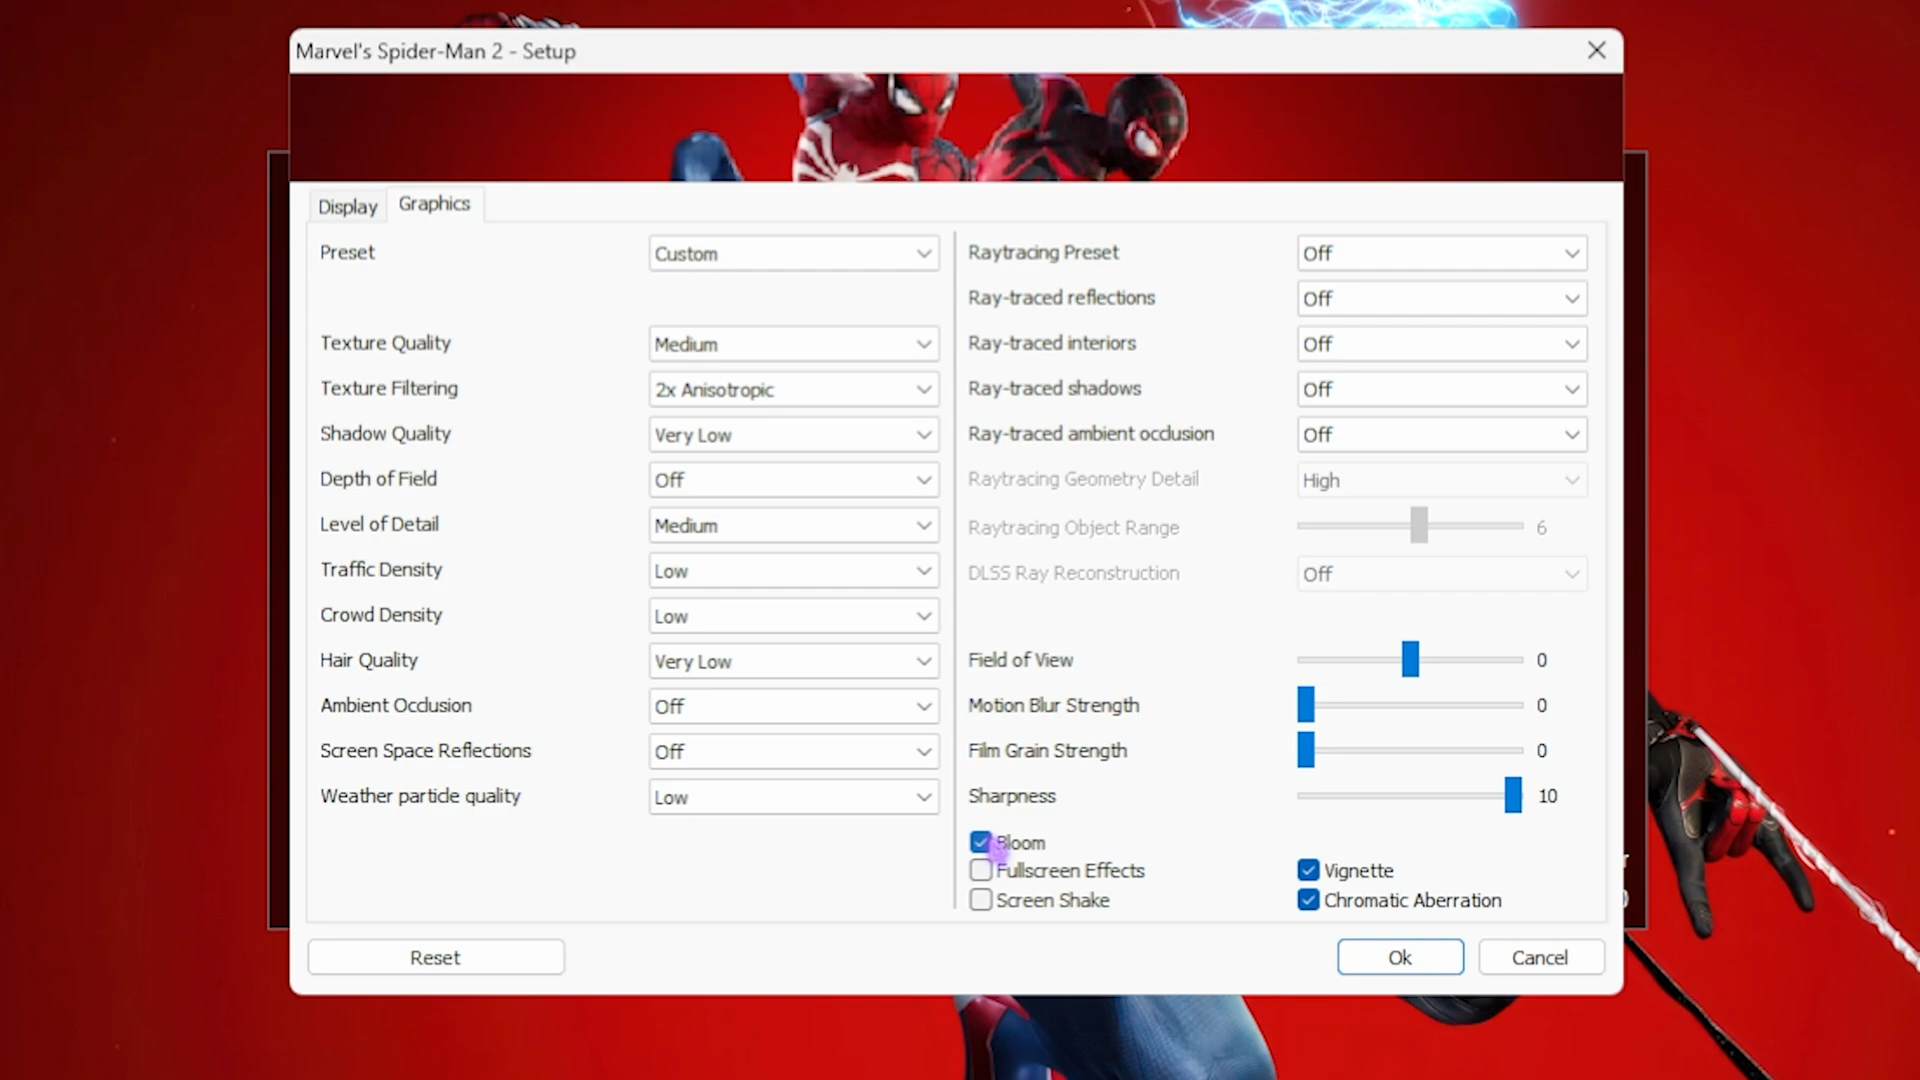 Marvel's Spider-Man 2 - Setup
Display
Graphics
Preset
Custom
Texture Quality
Medium
Texture Filtering
2x Anisotropic
Shadow Quality
Very Low
Depth of Field
Off
Level of Detail
Medium
Traffic Density
Low
Crowd Density
Low
Hair Quality
Very Low
Ambient Occlusion
Off
Screen Space Reflections
Off
Weather particle quality
Low
Raytracing Preset
Off
Ray-traced reflections
Off
Ray-traced interiors
Off
Ray-traced shadows
Off
Ray-traced ambient occlusion
Off
Raytracing Geometry Detail
High
Raytracing Object Range
6
DLSS Ray Reconstruction
Off
Field of View
0
Motion Blur Strength
0
Film Grain Strength
0
Sharpness
10
Bloom
Fullscreen Effects
Vignette
Screen Shake
Chromatic Aberration
Reset
Ok
Cancel